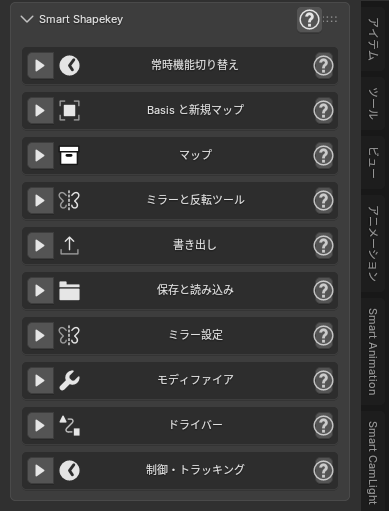 Smart Shapekey
常時機能切り替え
Basis と新規マップ
マップ
ミラーと反転ツール
書き出し
保存と読み込み
ミラー設定
モディファイア
ドライバー
制御・トラッキング
アイテム
ツール
ビュー
アニメーション
Smart Animation
Smart CamLight